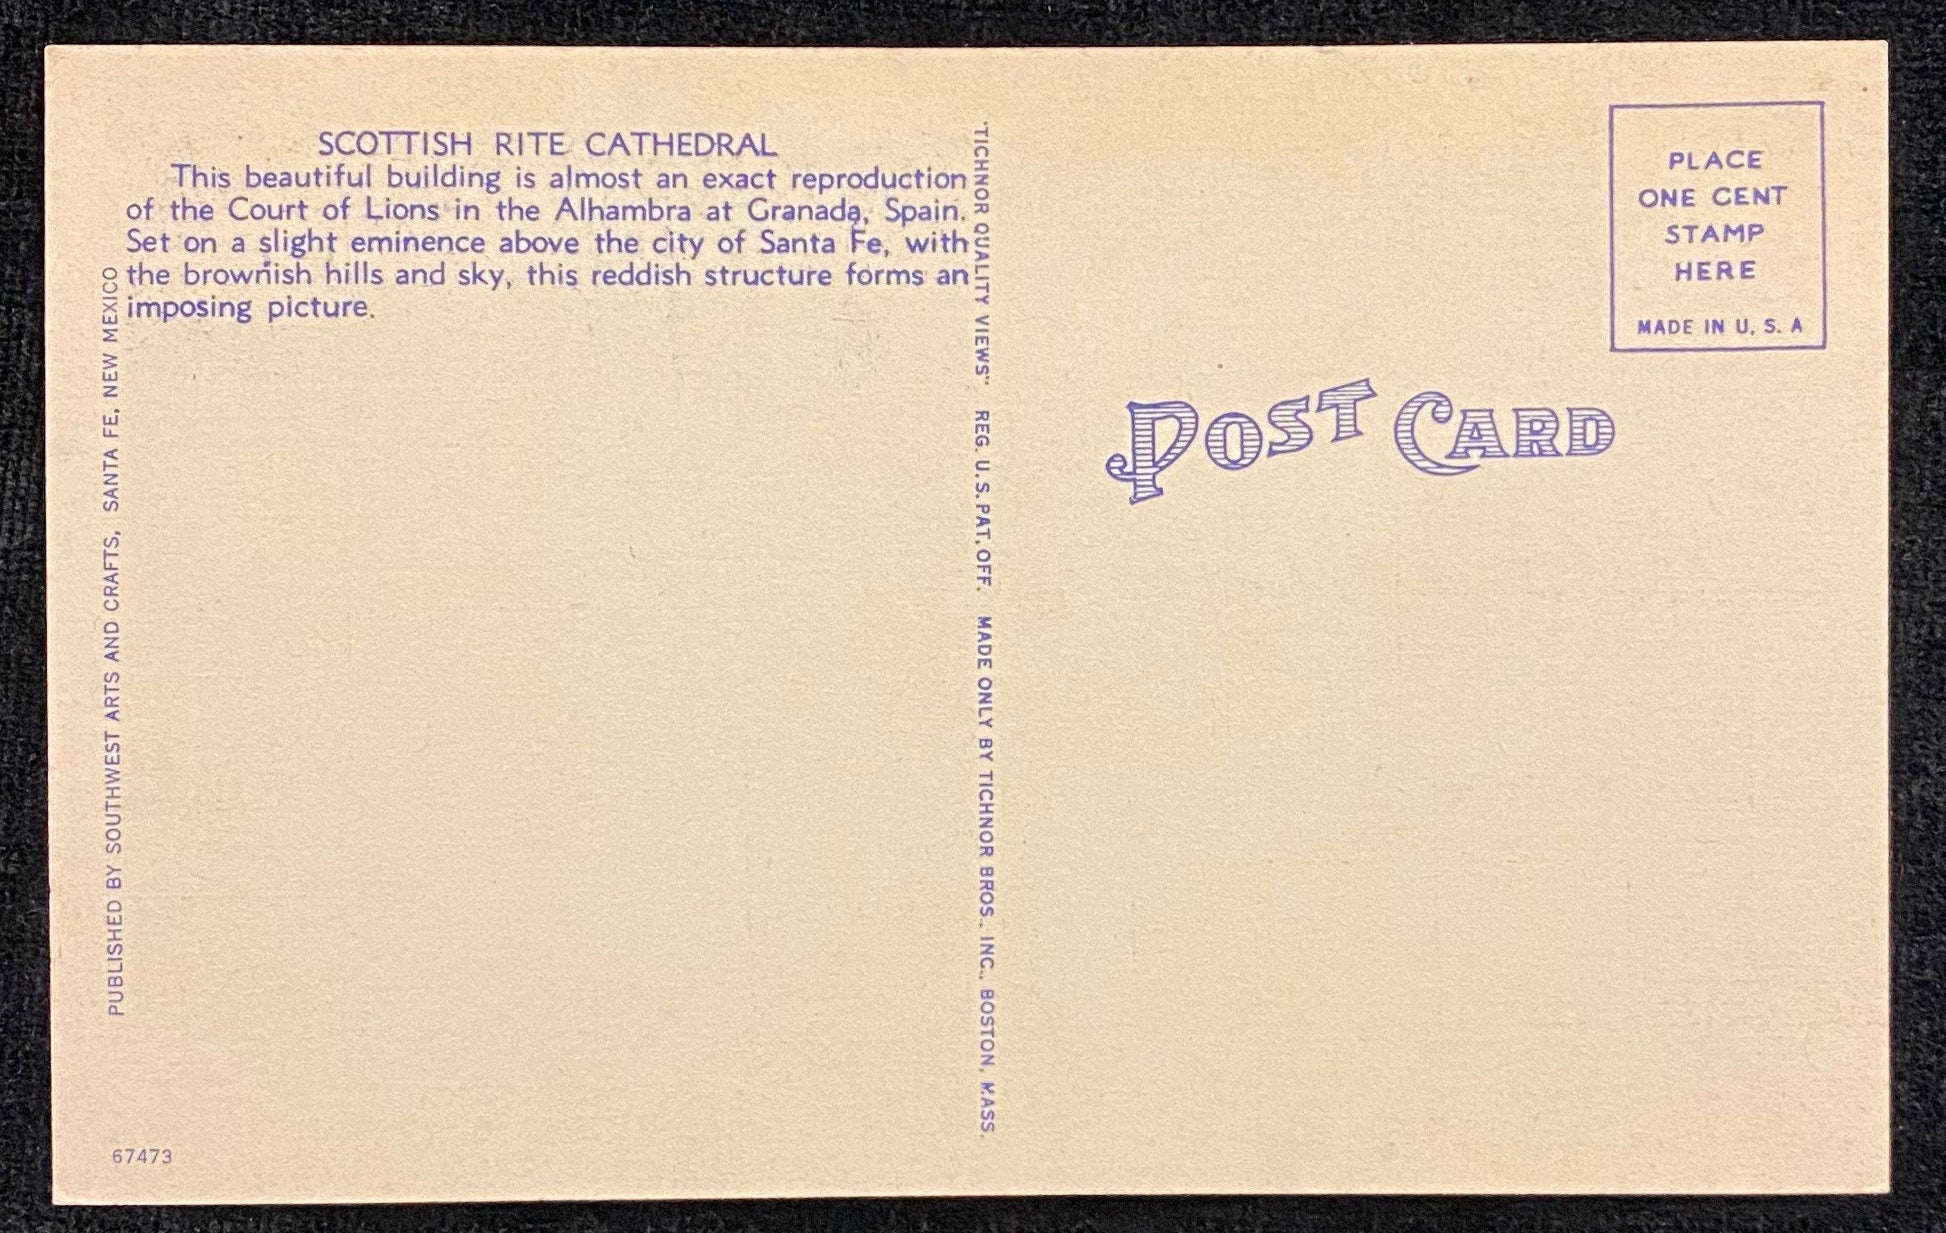 SCOTTISH RITE CATHEDRAL
This beautiful building is almost an exact reproduction
of the Court of Lions in the Alhambra at Granada, Spain.
Set on a slight eminence above the city of Santa Fe, with
the brownish hills and sky, this reddish structure forms an
imposing picture.
PUBLISHED BY SOUTHWEST ARTS AND CRAFTS, SANTA FE, NEW MEXICO
67473
"TICHNOR QUALITY VIEWS" REG. U. S. PAT. OFF. MADE ONLY BY TICHNOR BROS., INC., BOSTON, MASS.
POST CARD
PLACE
ONE CENT
STAMP
HERE
MADE IN U. S. A